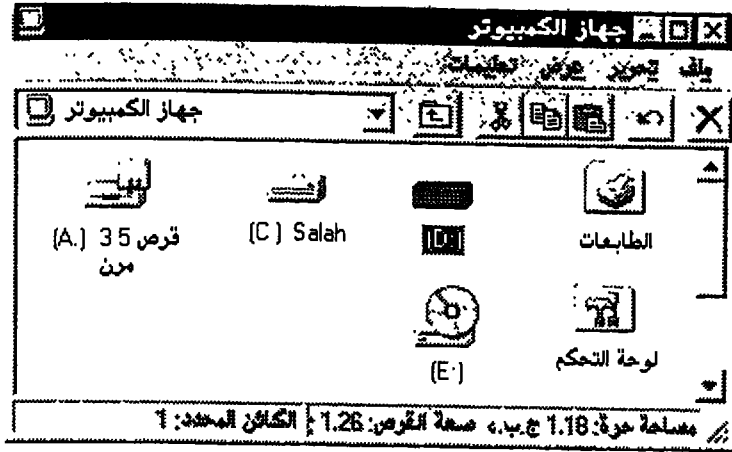 جهاز الكمبيوتر
ملف تحرير عرض تعليمات
جهاز الكمبيوتر
الطابعات
(D:)
Salah (C )
قرص 3 5 (A.)
مرن
لوحة التحكم
(E:)
الكائن المحدد: 1 مساحة حرة: 1.18 ج.ب.، سعة القرص: 1.26